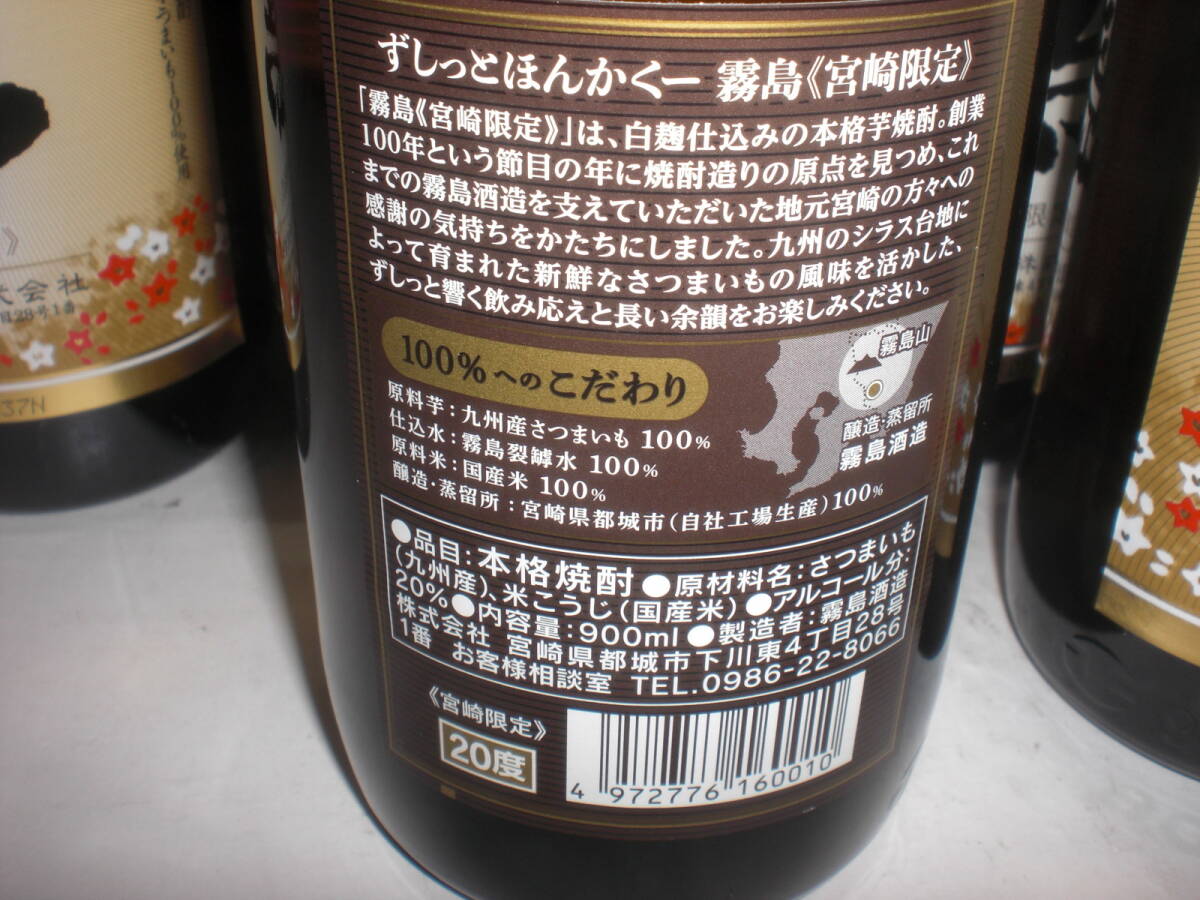 ずしっとほんかくー 霧島《宮崎限定》
「霧島《宮崎限定》」は、白麹仕込みの本格芋焼酎。創業
100年という節目の年に焼酎造りの原点を見つめ、これ
までの霧島酒造を支えていただいた地元宮崎の方々への
感謝の気持ちをかたちにしました。九州のシラス台地に
よって育まれた新鮮なさつまいもの風味を活かした、
ずしっと響く飲み応えと長い余韻をお楽しみください。
100%へのこだわり
原料芋：九州産さつまいも 100%
仕込水：霧島裂罅水 100%
原料米：国産米 100%
醸造・蒸留所：宮崎県都城市（自社工場生産）100%
霧島山
醸造・蒸留所
霧島酒造
●品目：本格焼酎 ●原材料名：さつまいも
（九州産）、米こうじ（国産米）●アルコール分：
20% ●内容量：900ml ●製造者：霧島酒造
株式会社 宮崎県都城市下川東4丁目28号
1番 お客様相談室 TEL.0986-22-8066
《宮崎限定》
20度
4 972776 160010
式会社
目28号1番
37N